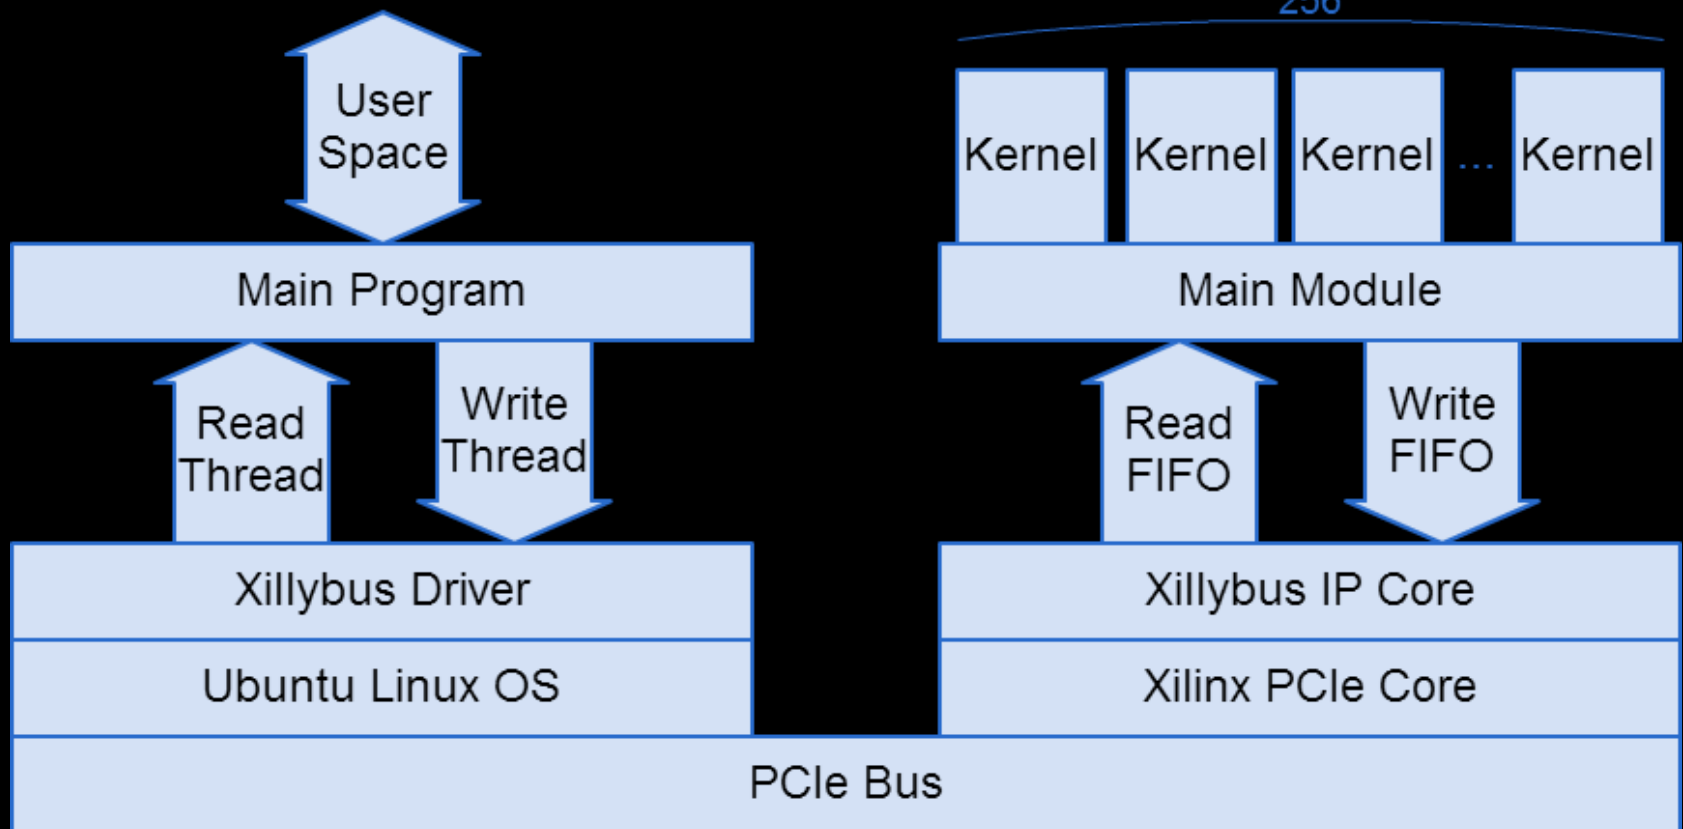 256
User
Space
Kernel
Kernel
Kernel
...
Kernel
Main Program
Main Module
Read
Thread
Write
Thread
Read
FIFO
Write
FIFO
Xillybus Driver
Xillybus IP Core
Ubuntu Linux OS
Xilinx PCIe Core
PCIe Bus